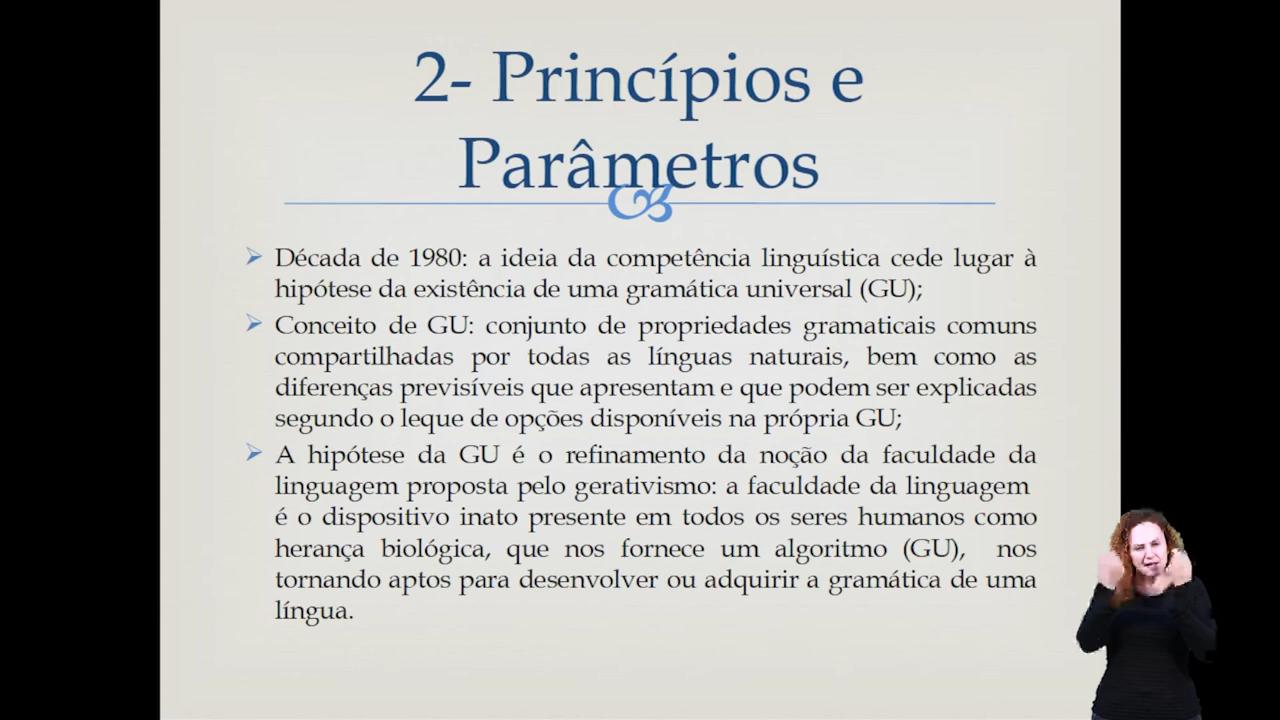 2- Princípios e
Parâmetros
Década de 1980: a ideia da competência linguística cede lugar à
hipótese da existência de uma gramática universal (GU);
Conceito de GU: conjunto de propriedades gramaticais comuns
compartilhadas por todas as línguas naturais, bem como as
diferenças previsíveis que apresentam e que podem ser explicadas
segundo o leque de opções disponíveis na própria GU;
A hipótese da GU é o refinamento da noção da faculdade da
linguagem proposta pelo gerativismo: a faculdade da linguagem
é o dispositivo inato presente em todos os seres humanos como
herança biológica, que nos fornece um algoritmo (GU), nos
tornando aptos para desenvolver ou adquirir a gramática de uma
língua.